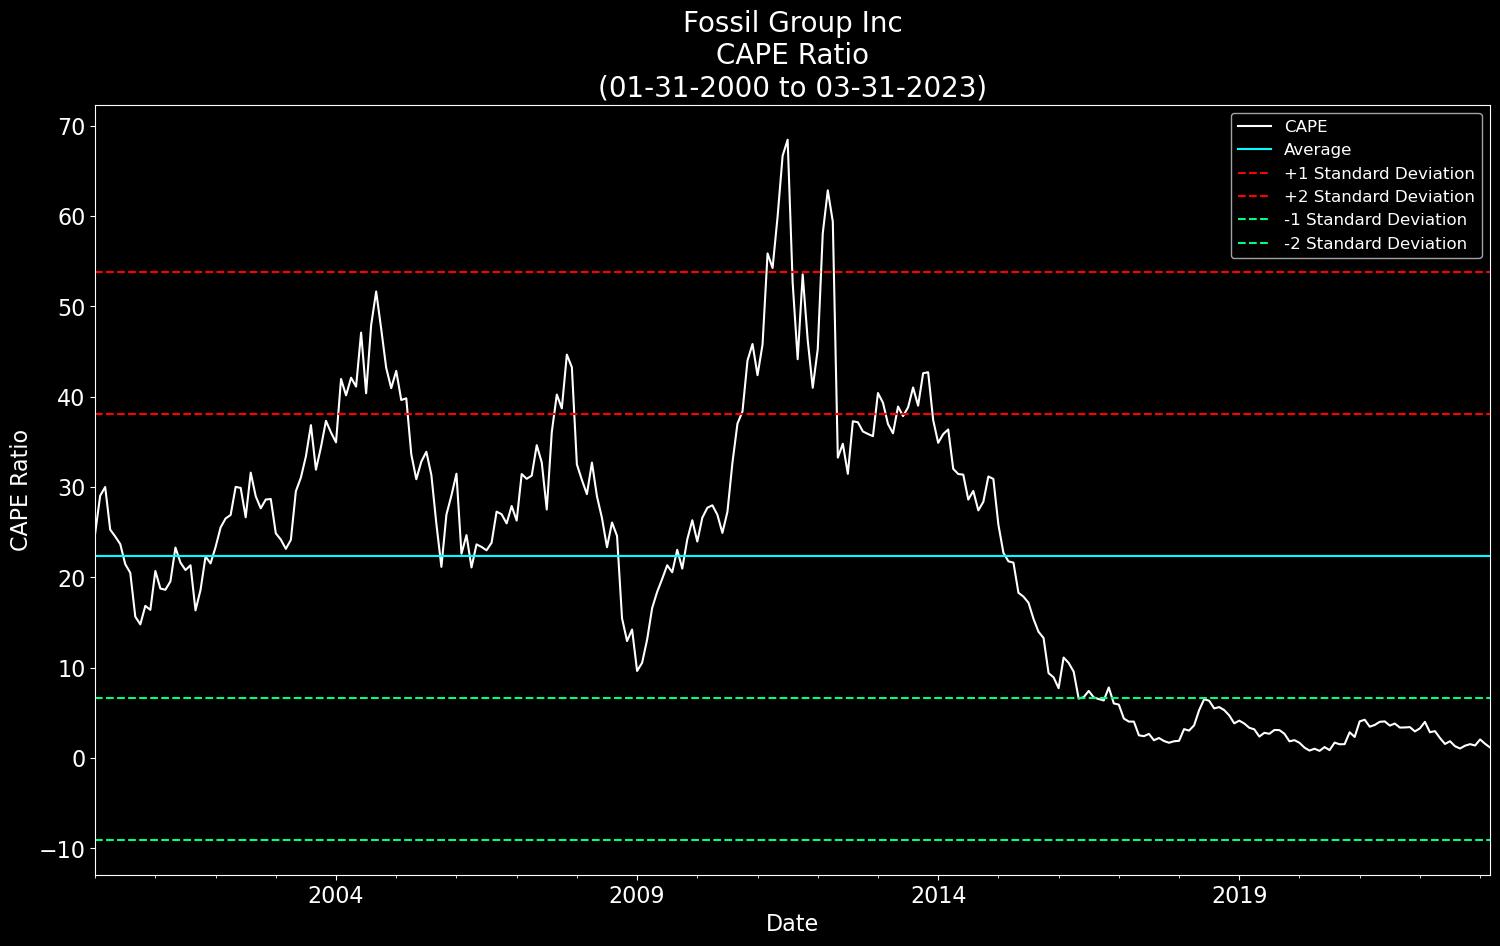 Fossil Group Inc
CAPE Ratio
(01-31-2000 to 03-31-2023)
70
60
50
40
30
20
10
0
−10
CAPE Ratio
CAPE
Average
+1 Standard Deviation
+2 Standard Deviation
-1 Standard Deviation
-2 Standard Deviation
2004
2009
2014
2019
Date